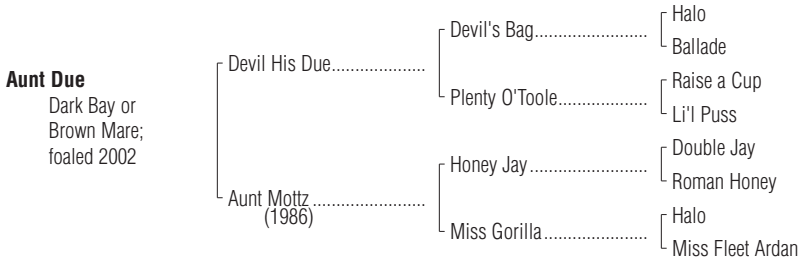 Aunt Due
Dark Bay or
Brown Mare;
foaled 2002
Devil His Due....................
Aunt Mottz........................
(1986)
Devil's Bag........................
Plenty O'Toole...................
Honey Jay.........................
Miss Gorilla......................
Halo
Ballade
Raise a Cup
Li'l Puss
Double Jay
Roman Honey
Halo
Miss Fleet Ardan